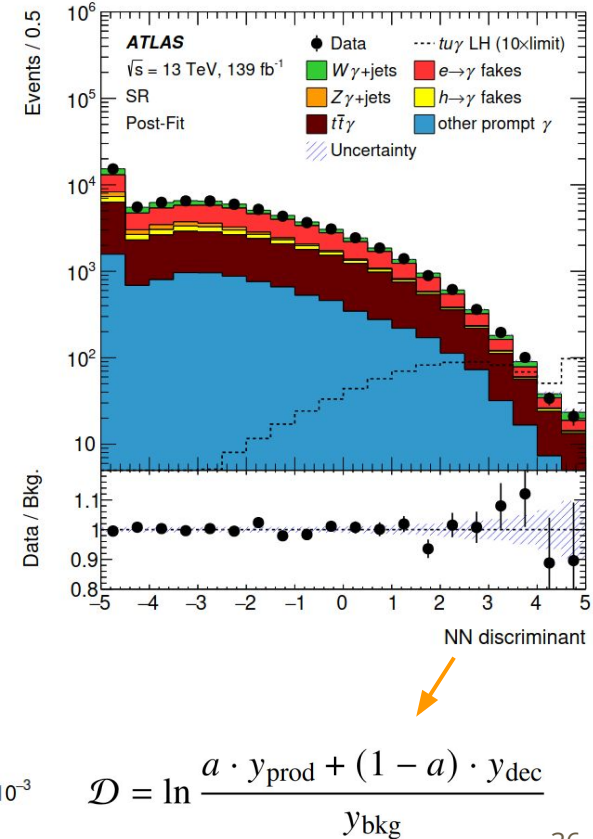 10⁶
Events / 0.5
ATLAS
√s = 13 TeV, 139 fb⁻¹
SR
Post-Fit
Data
tuγ LH (10×limit)
Wγ+jets
e→γ fakes
Zγ+jets
h→γ fakes
tt̄γ
other prompt γ
Uncertainty
10⁵
10⁴
10³
10²
10
Data / Bkg.
1.1
1
0.9
0.8
−5 −4 −3 −2 −1 0 1 2 3 4 5
NN discriminant
10⁻³
𝒟 = ln (a · y_prod + (1 − a) · y_dec) / y_bkg